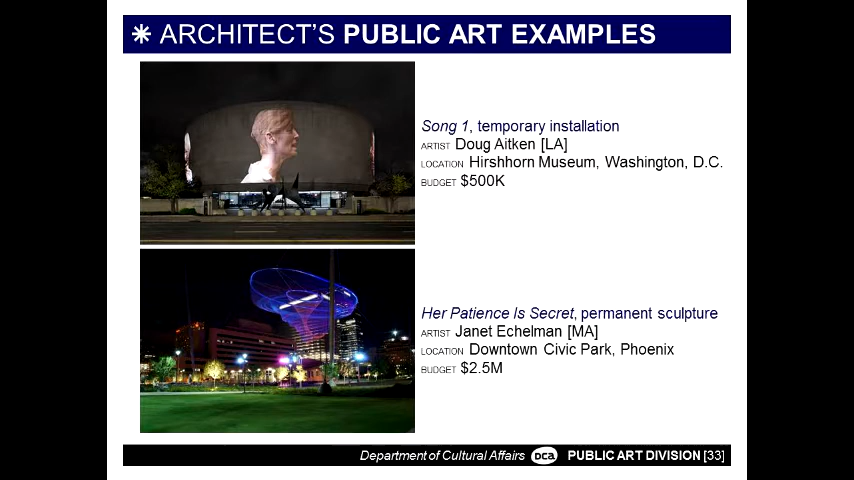 ✳ ARCHITECT'S PUBLIC ART EXAMPLES
Song 1, temporary installation
ARTIST Doug Aitken [LA]
LOCATION Hirshhorn Museum, Washington, D.C.
BUDGET $500K
Her Patience Is Secret, permanent sculpture
ARTIST Janet Echelman [MA]
LOCATION Downtown Civic Park, Phoenix
BUDGET $2.5M
Department of Cultural Affairs DCA PUBLIC ART DIVISION [33]